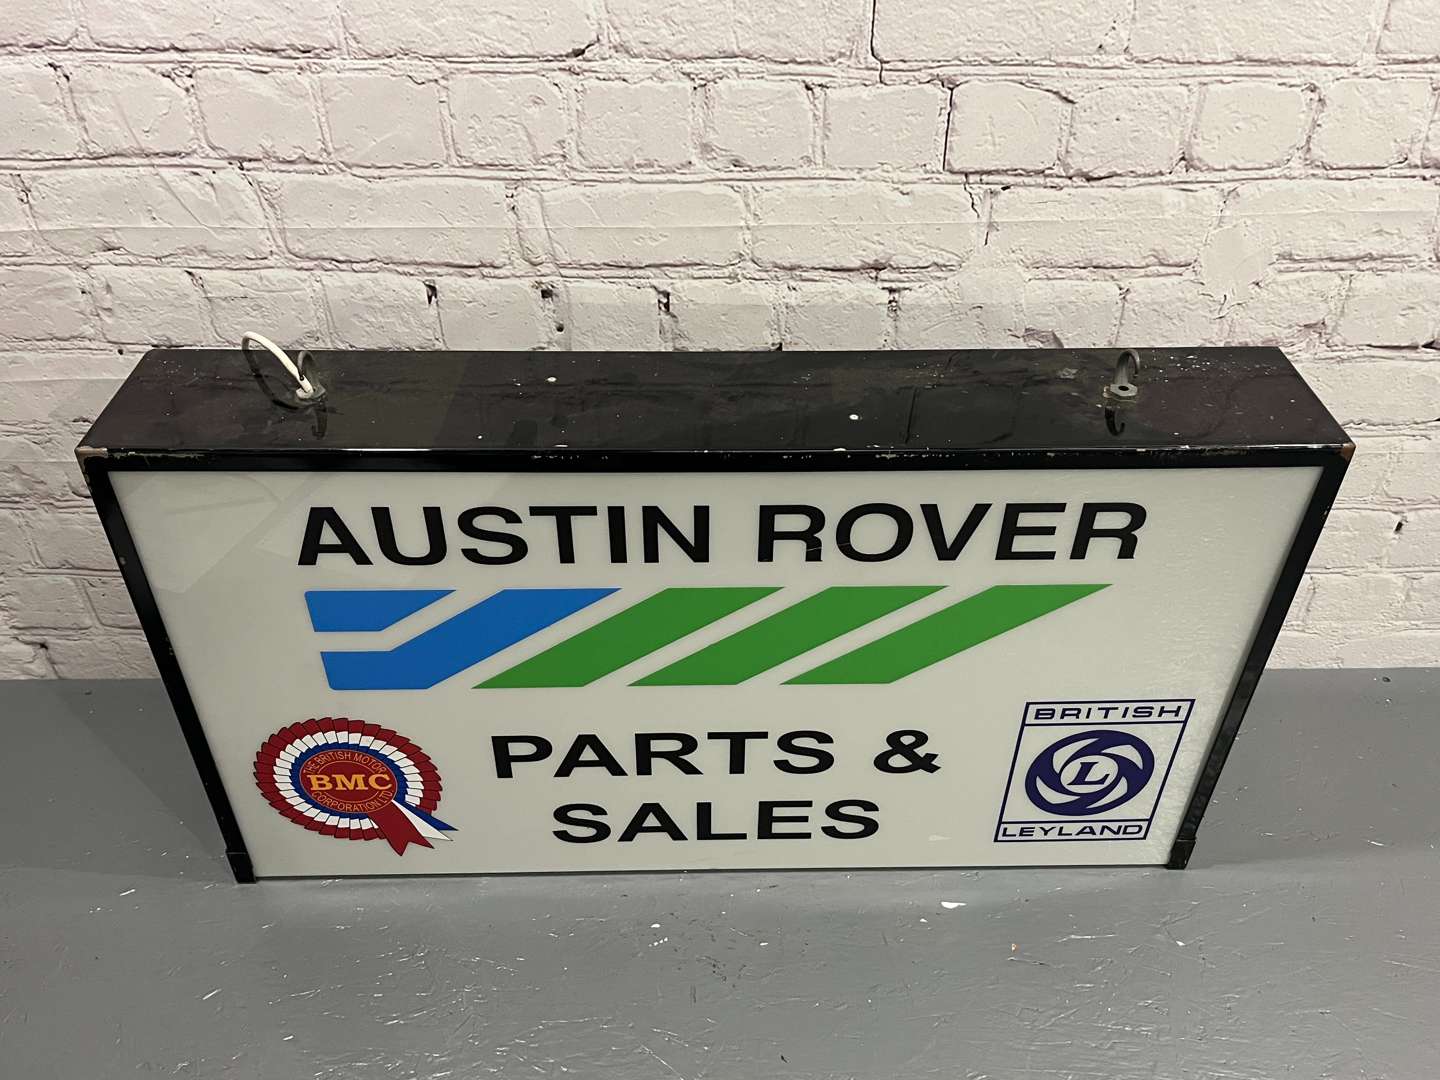 AUSTIN ROVER
PARTS &
SALES
THE BRITISH MOTOR
BMC
CORPORATION LTD
BRITISH
L
LEYLAND